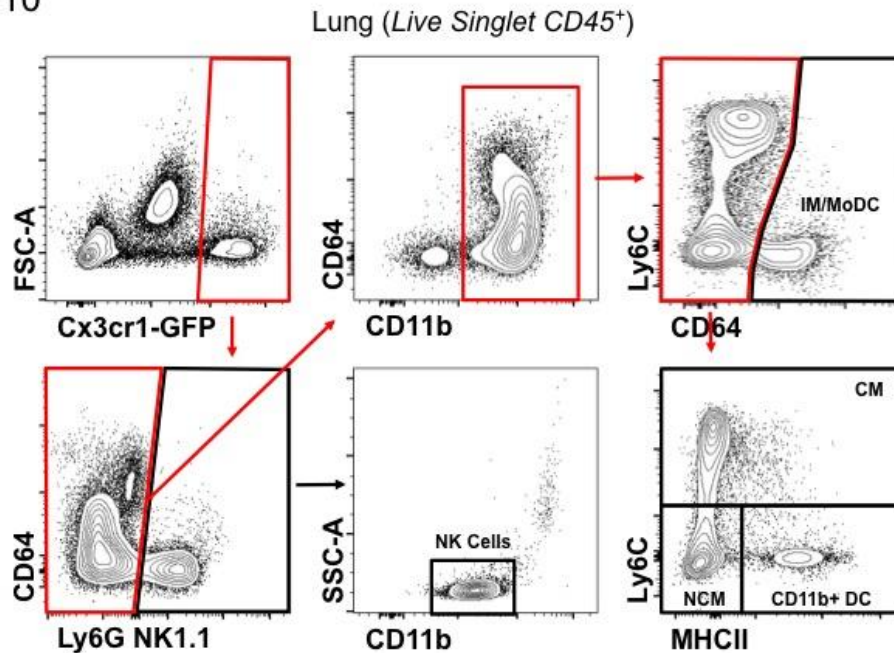 10
Lung (Live Singlet CD45+)
FSC-A
Cx3cr1-GFP
CD64
CD11b
Ly6C
IM/MoDC
CD64
CD64
Ly6G NK1.1
SSC-A
NK Cells
CD11b
Ly6C
CM
NCM
CD11b+ DC
MHCII